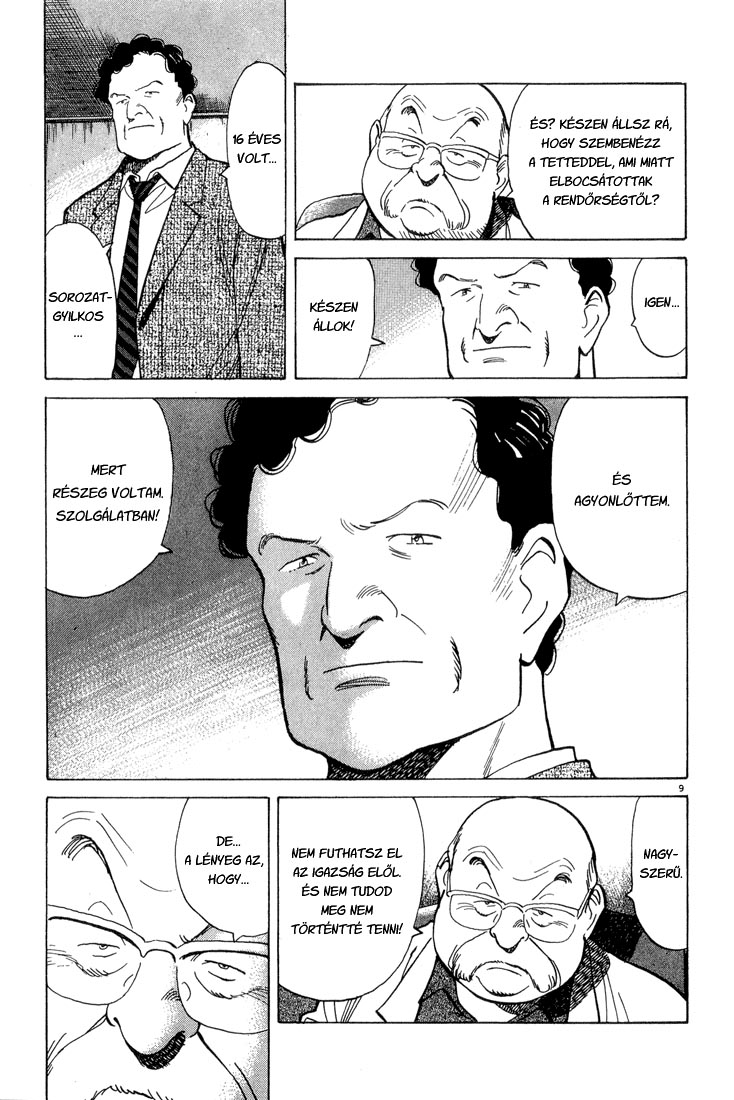 ÉS? KÉSZEN ÁLLSZ RÁ,
HOGY SZEMBENÉZZ
A TETTEDDEL, AMI MIATT
ELBOCSÁTOTTAK
A RENDŐRSÉGTŐL?
IGEN...
KÉSZEN
ÁLLOK!
16 ÉVES
VOLT...
SOROZAT-
GYILKOS
...
ÉS
AGYONLŐTTEM.
MERT
RÉSZEG VOLTAM.
SZOLGÁLATBAN!
9
NAGY-
SZERŰ.
NEM FUTHATSZ EL
AZ IGAZSÁG ELŐL.
ÉS NEM TUDOD
MEG NEM
TÖRTÉNTTÉ TENNI!
DE...
A LÉNYEG AZ,
HOGY...